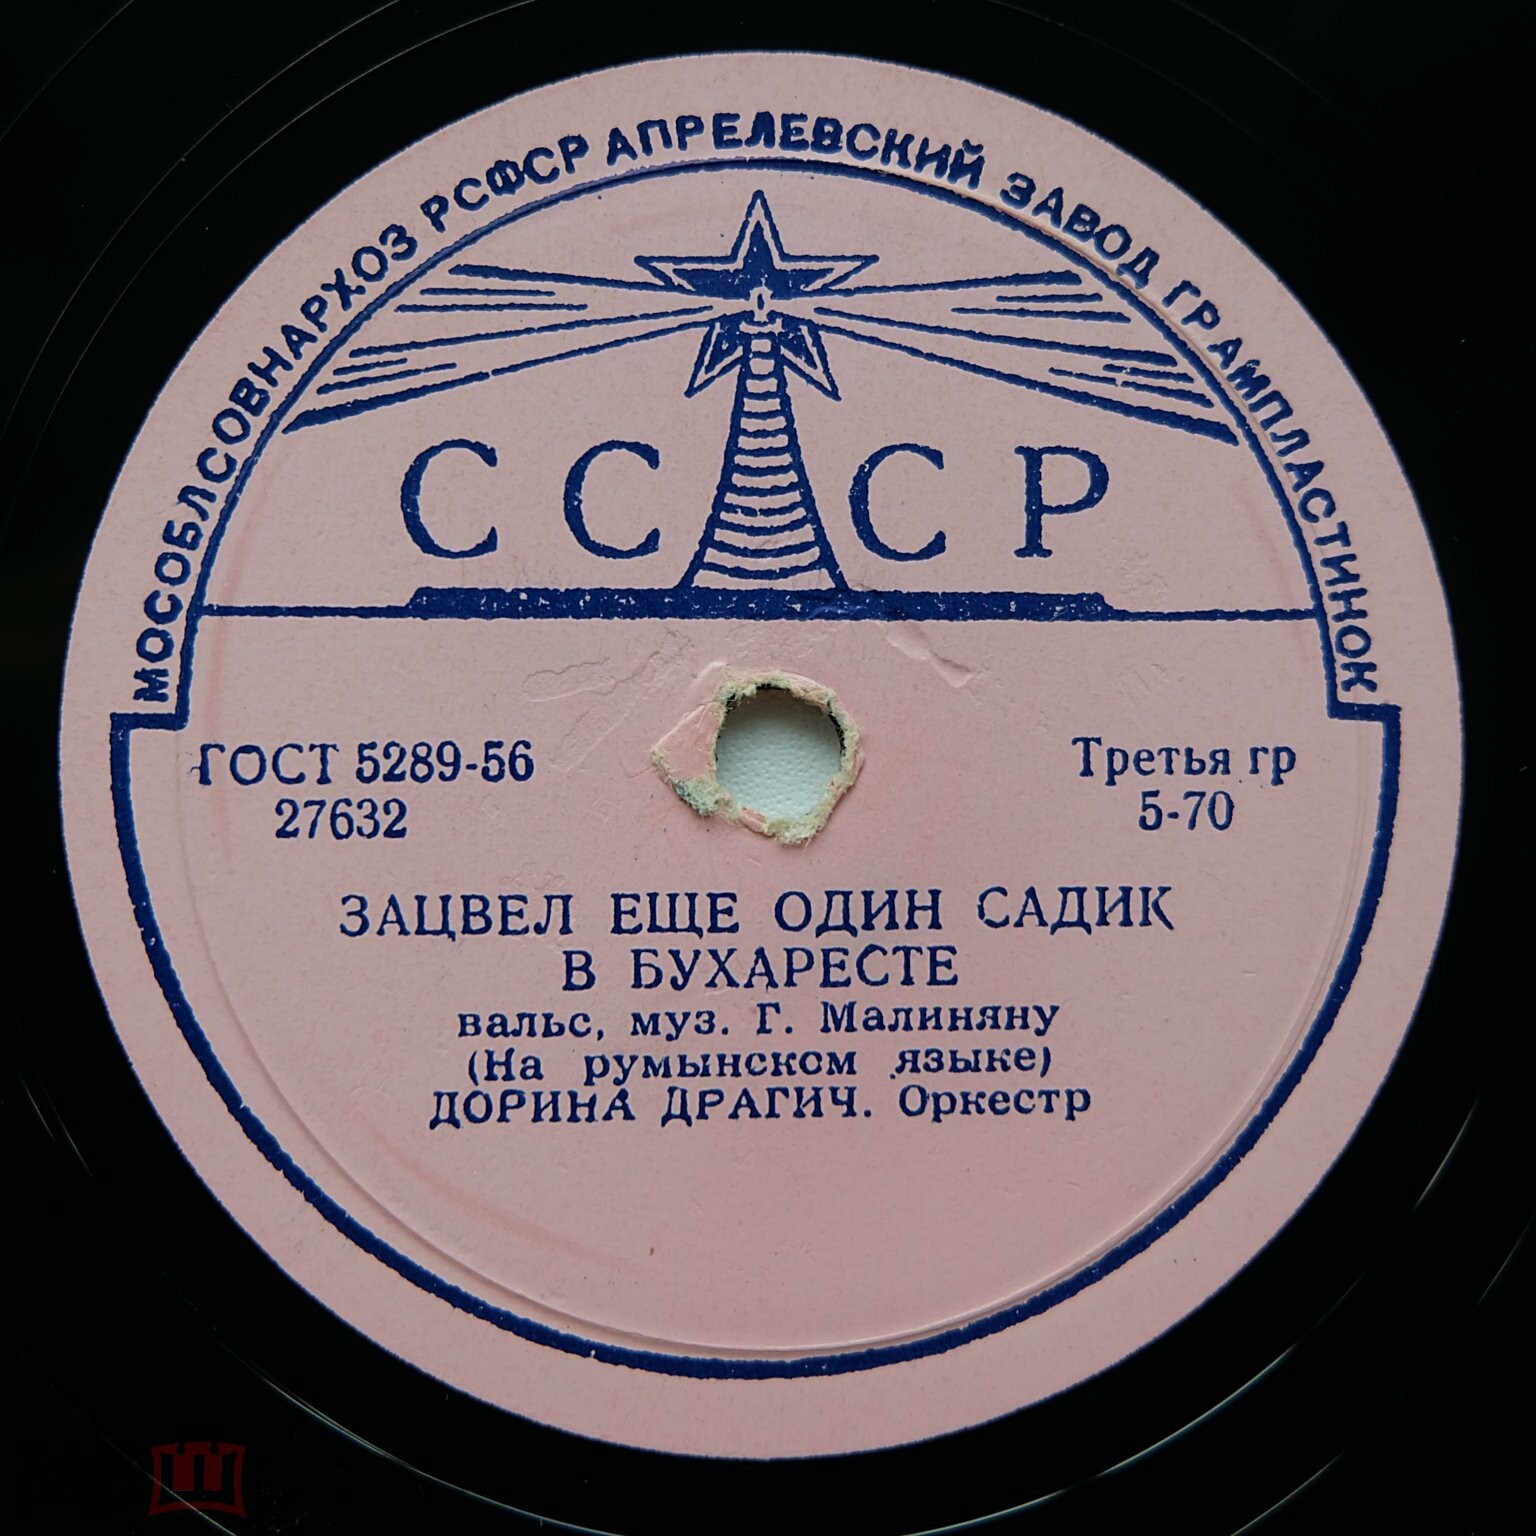 МОСОБЛСОВНАРХОЗ РСФСР АПРЕЛЕВСКИЙ ЗАВОД ГРАМПЛАСТИНОК
СССР
ГОСТ 5289-56
27632
Третья гр
5-70
ЗАЦВЕЛ ЕЩЕ ОДИН САДИК
В БУХАРЕСТЕ
вальс, муз. Г. Малиняну
(На румынском языке)
ДОРИНА ДРАГИЧ. Оркестр